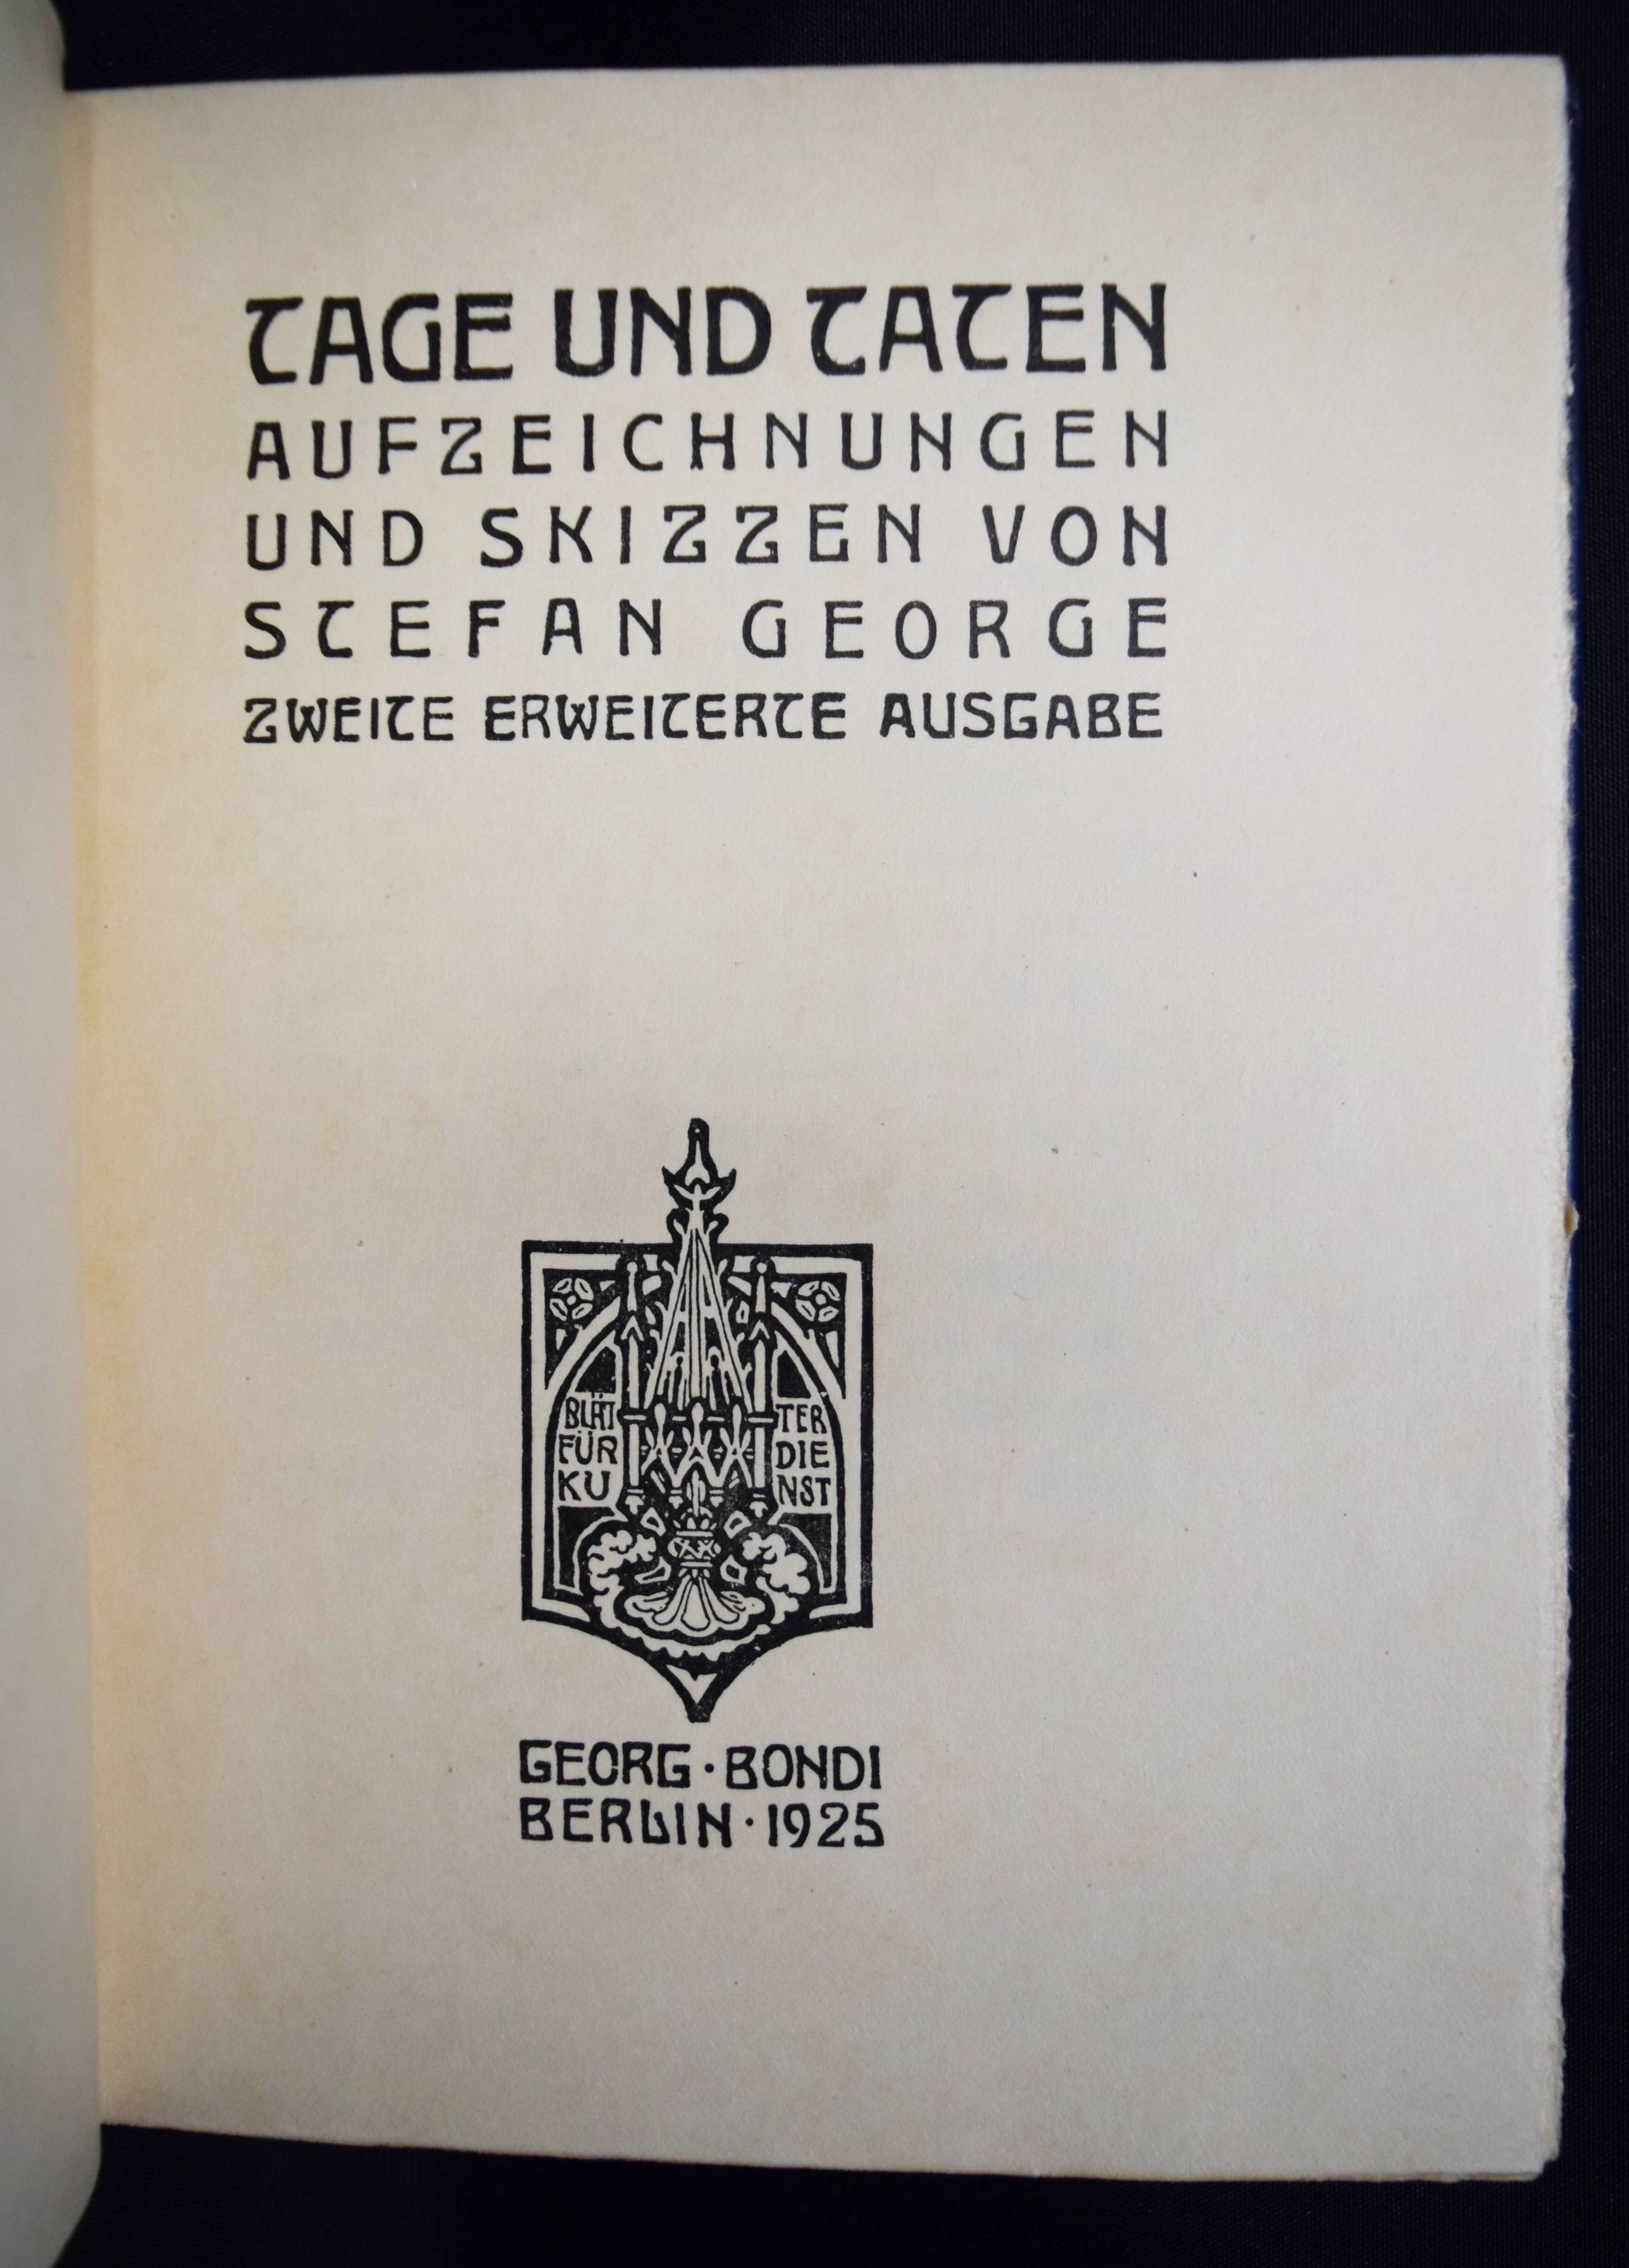 TAGE UND TATEN
AUFZEICHNUNGEN
UND SKIZZEN VON
STEFAN GEORGE
ZWEITE ERWEITERTE AUSGABE
BLÄT TER
FÜR DIE
KU NST
GEORG · BONDI
BERLIN · 1925